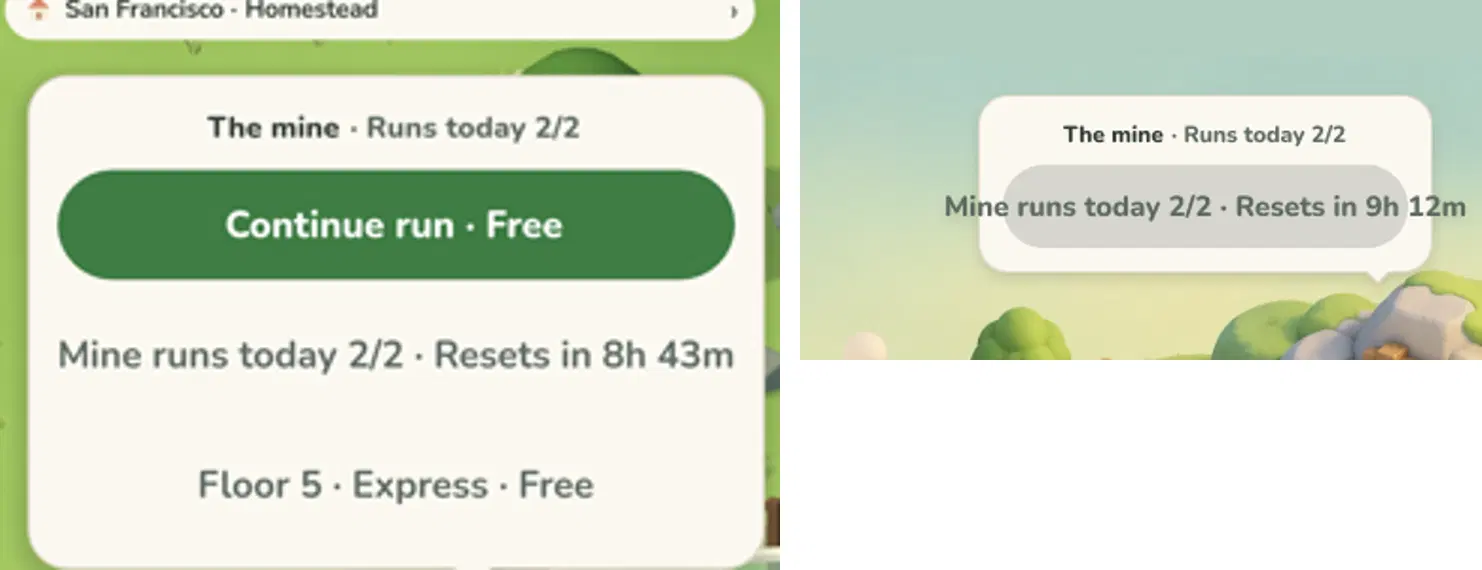 San Francisco · Homestead ›
The mine · Runs today 2/2
Continue run · Free
Mine runs today 2/2 · Resets in 8h 43m
Floor 5 · Express · Free
The mine · Runs today 2/2
Mine runs today 2/2 · Resets in 9h 12m